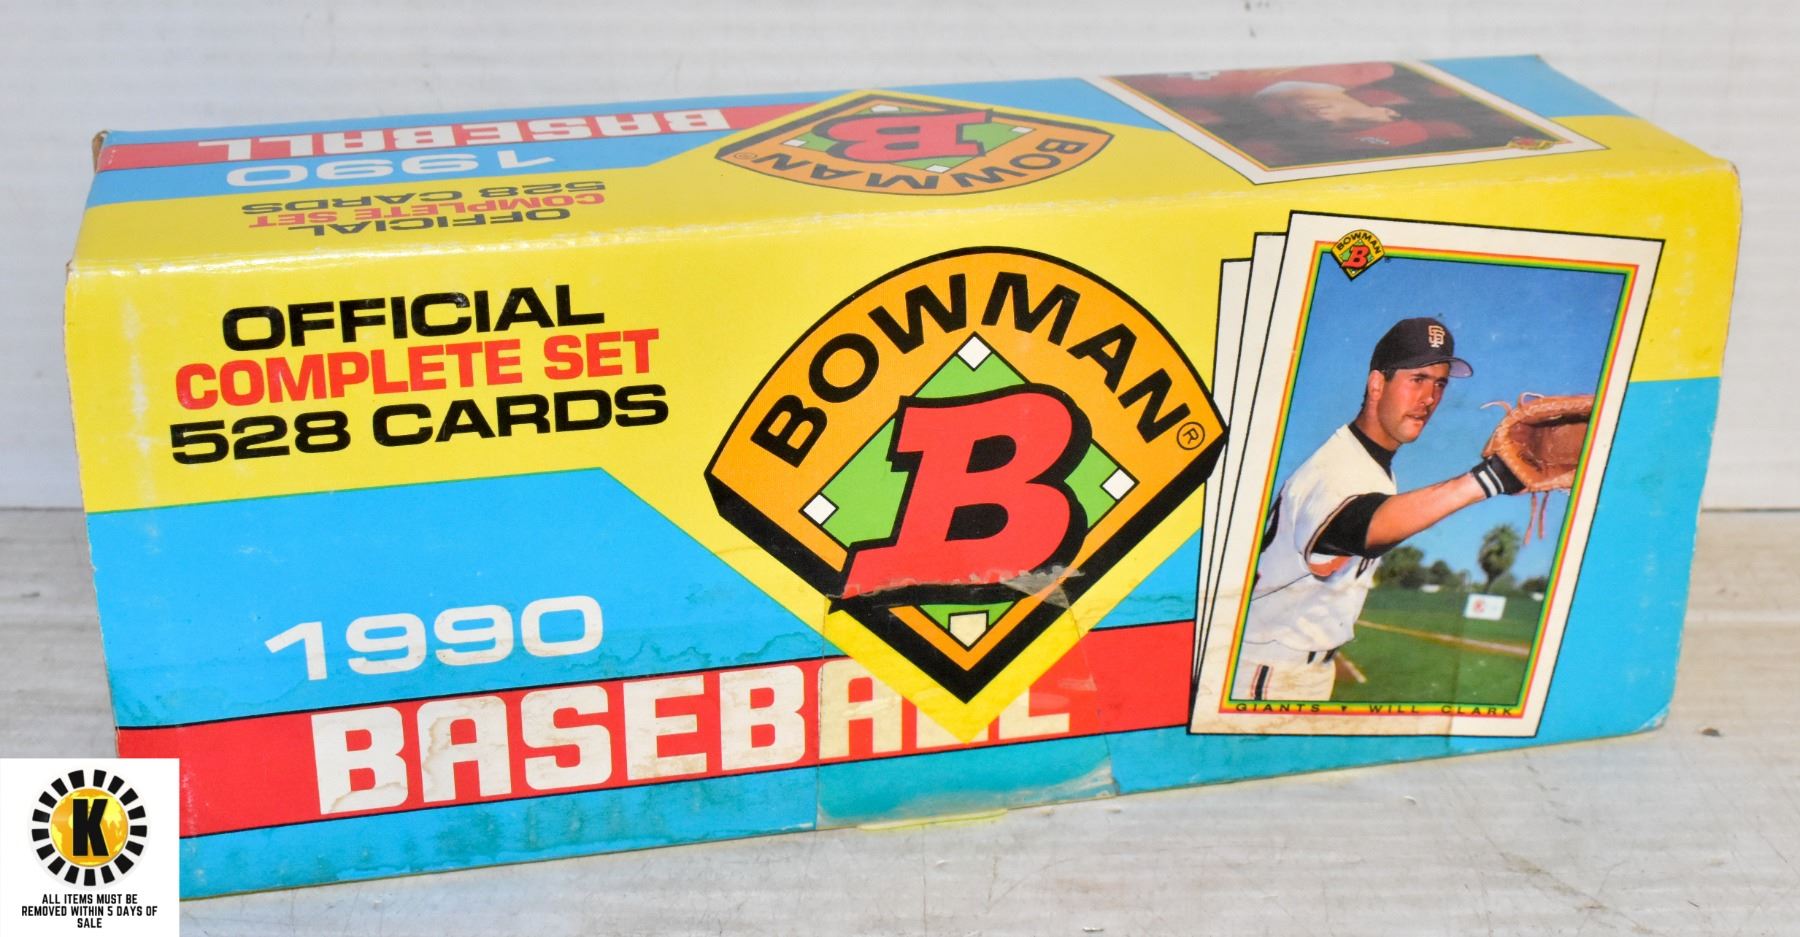 BASEBALL
1990
OFFICIAL
COMPLETE SET
528 CARDS
BOWMAN®
B
OFFICIAL
COMPLETE SET
528 CARDS
1990
BASEBALL
BOWMAN®
B
BOWMAN
B
SF
GIANTS ▾ WILL CLARK
K
ALL ITEMS MUST BE
REMOVED WITHIN 5 DAYS OF
SALE